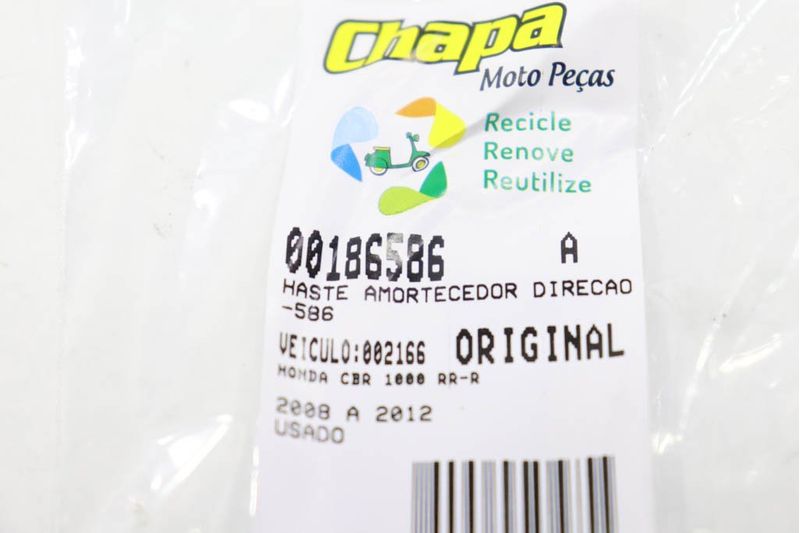 Chapa
Moto Peças
Recicle
Renove
Reutilize
00186586 A
HASTE AMORTECEDOR DIRECAO
-586
VEICULO:002166 ORIGINAL
HONDA CBR 1000 RR-R
2008 A 2012
USADO